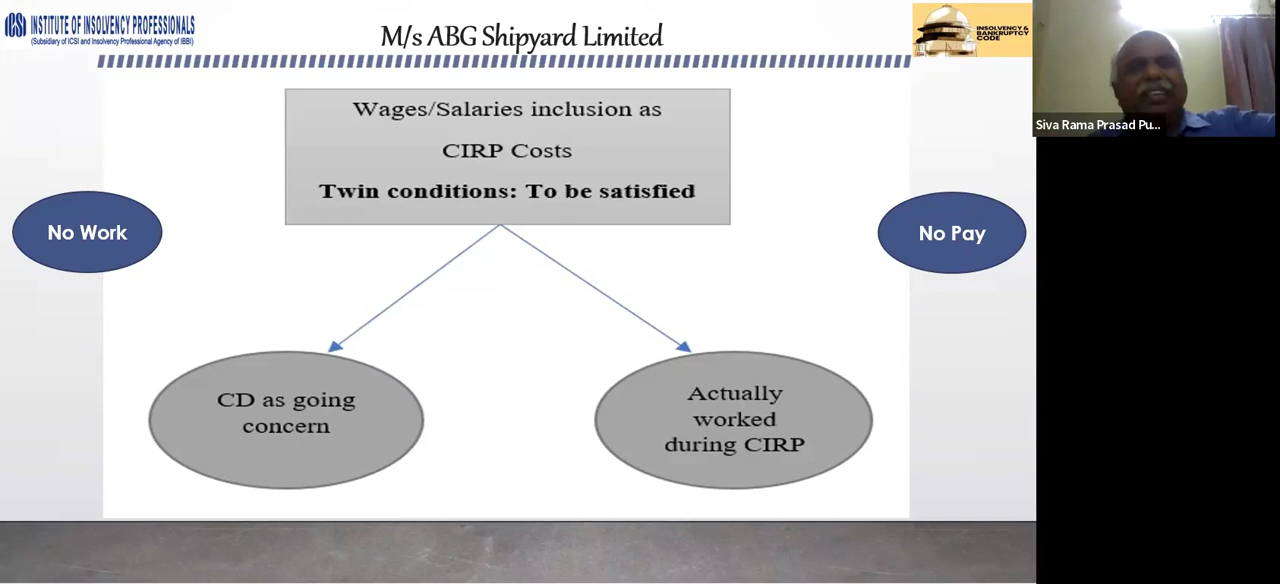 ICSI INSTITUTE OF INSOLVENCY PROFESSIONALS
(Subsidiary of ICSI and Insolvency Professional Agency of IBBI)
M/s ABG Shipyard Limited
INSOLVENCY &
BANKRUPTCY
CODE
Siva Rama Prasad Pu...
Wages/Salaries inclusion as
CIRP Costs
Twin conditions: To be satisfied
No Work
No Pay
CD as going
concern
Actually
worked
during CIRP